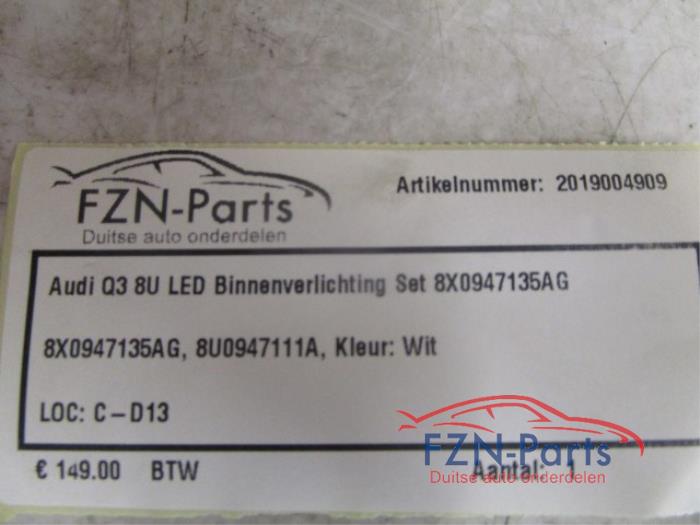 FZN-Parts
Duitse auto onderdelen
Artikelnummer: 2019004909
Audi Q3 8U LED Binnenverlichting Set 8X0947135AG
8X0947135AG, 8U0947111A, Kleur: Wit
LOC: C-D13
€ 149.00 BTW Aantal: 1
FZN-Parts
Duitse auto onderdelen